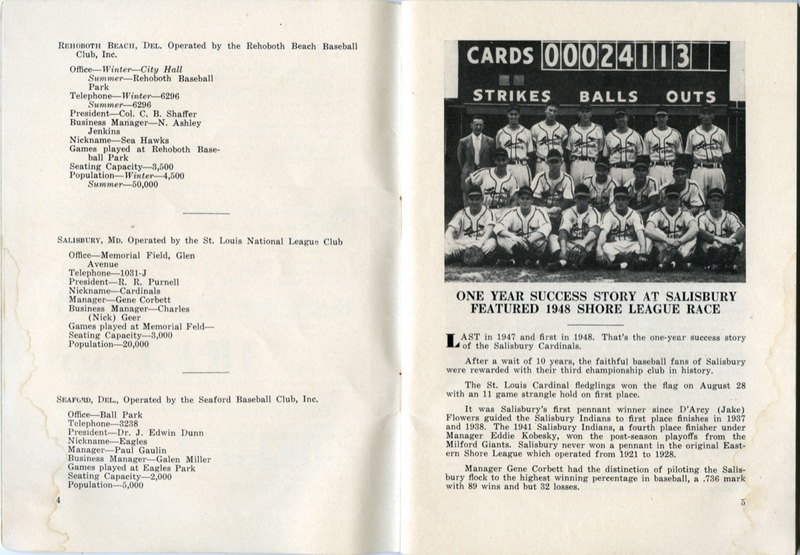 REHOBOTH BEACH, DEL. Operated by the Rehoboth Beach Baseball
Club, Inc.
Office—Winter—City Hall
Summer—Rehoboth Baseball
Park
Telephone—Winter—6296
Summer—6296
President—Col. C. B. Shaffer
Business Manager—N. Ashley
Jenkins
Nickname—Sea Hawks
Games played at Rehoboth Base-
ball Park
Seating Capacity—3,500
Population—Winter—4,500
Summer—50,000
SALISBURY, MD. Operated by the St. Louis National League Club
Office—Memorial Field, Glen
Avenue
Telephone—1031-J
President—R. R. Purnell
Nickname—Cardinals
Manager—Gene Corbett
Business Manager—Charles
(Nick) Geer
Games played at Memorial Feld—
Seating Capacity—3,000
Population—20,000
SEAFORD, DEL., Operated by the Seaford Baseball Club, Inc.
Office—Ball Park
Telephone—3238
President—Dr. J. Edwin Dunn
Nickname—Eagles
Manager—Paul Gaulin
Business Manager—Galen Miller
Games played at Eagles Park
Seating Capacity—2,000
Population—5,000
4
CARDS 00024113
STRIKES BALLS OUTS
ONE YEAR SUCCESS STORY AT SALISBURY
FEATURED 1948 SHORE LEAGUE RACE
LAST in 1947 and first in 1948. That's the one-year success story
of the Salisbury Cardinals.
After a wait of 10 years, the faithful baseball fans of Salisbury
were rewarded with their third championship club in history.
The St. Louis Cardinal fledglings won the flag on August 28
with an 11 game strangle hold on first place.
It was Salisbury's first pennant winner since D'Arcy (Jake)
Flowers guided the Salisbury Indians to first place finishes in 1937
and 1938. The 1941 Salisbury Indians, a fourth place finisher under
Manager Eddie Kobesky, won the post-season playoffs from the
Milford Giants. Salisbury never won a pennant in the original East-
ern Shore League which operated from 1921 to 1928.
Manager Gene Corbett had the distinction of piloting the Salis-
bury flock to the highest winning percentage in baseball, a .736 mark
with 89 wins and but 32 losses.
5